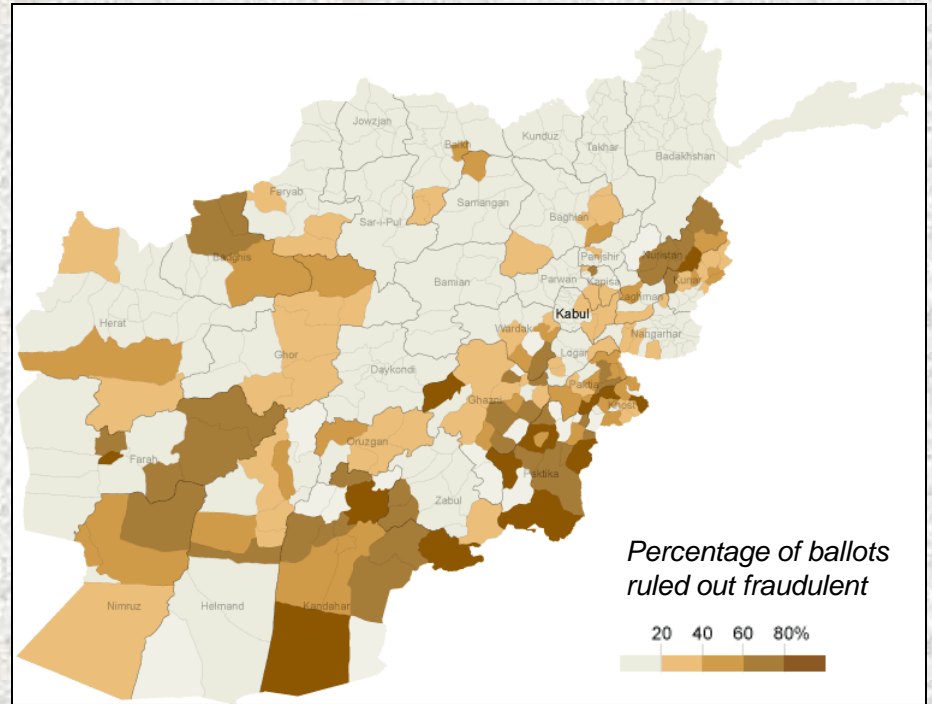 Jowzjan
Kunduz
Balkh
Takhar
Badakhshan
Faryab
Samangan
Sar-i-Pul
Baghlan
Badghis
Panjshir
Nuristan
Bamian
Parwan
Kapisa
Kunar
Laghman
Kabul
Herat
Wardak
Nangarhar
Ghor
Logar
Daykondi
Paktia
Ghazni
Khost
Oruzgan
Farah
Paktika
Zabul
Percentage of ballots
ruled out fraudulent
Nimruz
Helmand
Kandahar
20 40 60 80%